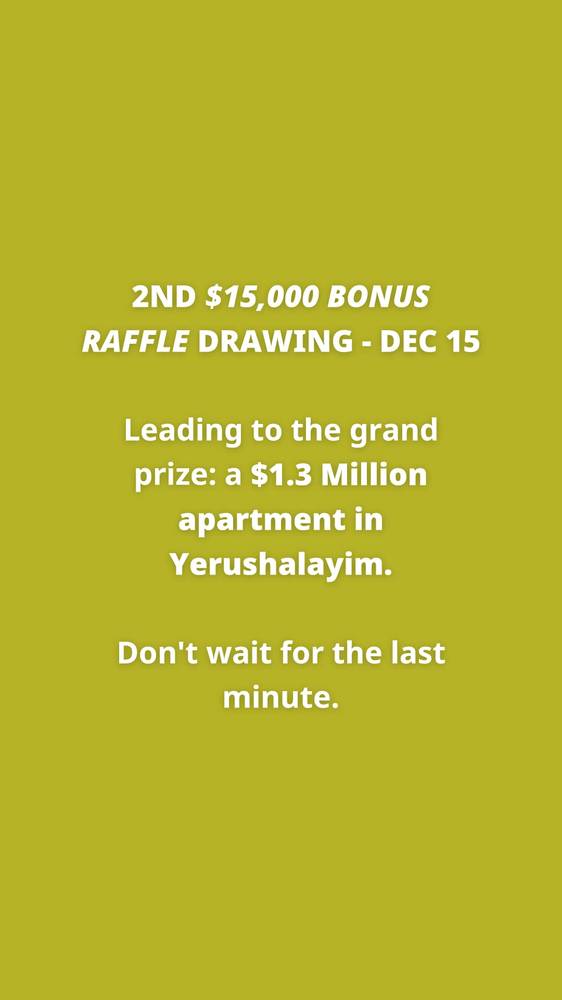 2ND $15,000 BONUS
RAFFLE DRAWING - DEC 15
Leading to the grand
prize: a $1.3 Million
apartment in
Yerushalayim.
Don't wait for the last
minute.